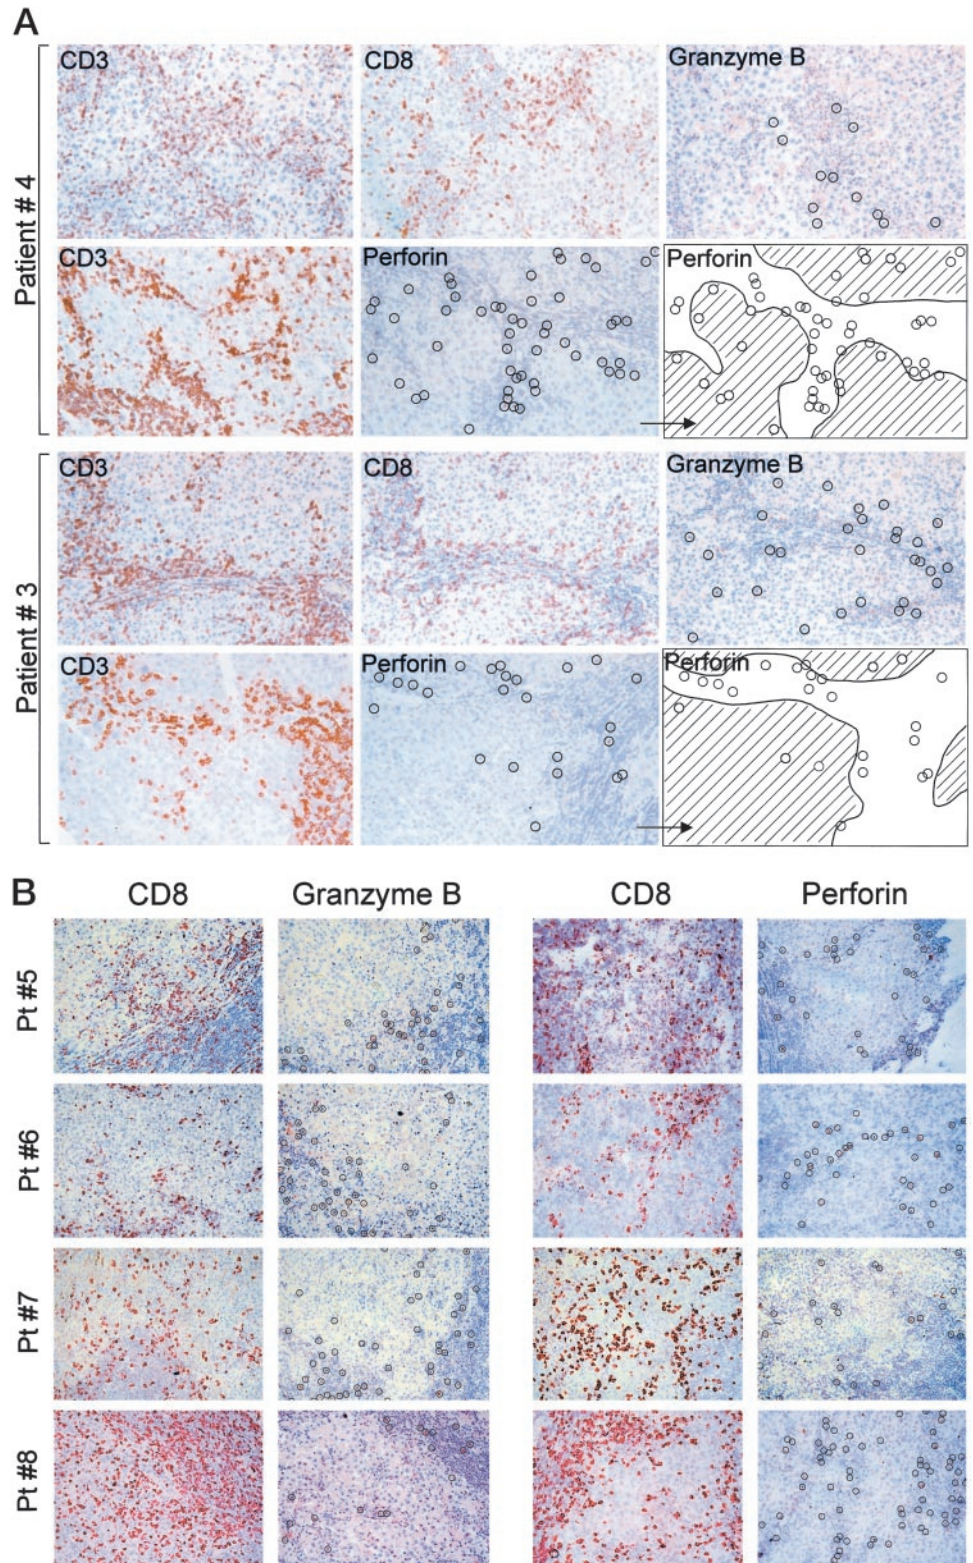 A
Patient # 4
CD3
CD8
Granzyme B
CD3
Perforin
Perforin
Patient # 3
CD3
CD8
Granzyme B
CD3
Perforin
Perforin
B
CD8
Granzyme B
CD8
Perforin
Pt #5
Pt #6
Pt #7
Pt #8